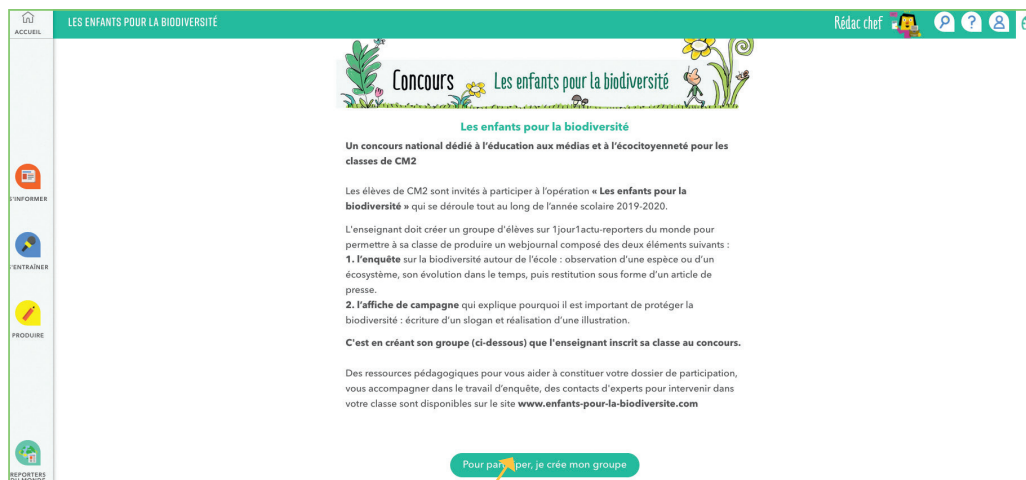 ACCUEIL
LES ENFANTS POUR LA BIODIVERSITÉ
Rédac chef
?
Concours Les enfants pour la biodiversité
Les enfants pour la biodiversité
Un concours national dédié à l'éducation aux médias et à l'écocitoyenneté pour les
classes de CM2
Les élèves de CM2 sont invités à participer à l'opération « Les enfants pour la
biodiversité » qui se déroule tout au long de l'année scolaire 2019-2020.
L'enseignant doit créer un groupe d'élèves sur 1jour1actu-reporters du monde pour
permettre à sa classe de produire un webjournal composé des deux éléments suivants :
1. l'enquête sur la biodiversité autour de l'école : observation d'une espèce ou d'un
écosystème, son évolution dans le temps, puis restitution sous forme d'un article de
presse.
2. l'affiche de campagne qui explique pourquoi il est important de protéger la
biodiversité : écriture d'un slogan et réalisation d'une illustration.
C'est en créant son groupe (ci-dessous) que l'enseignant inscrit sa classe au concours.
Des ressources pédagogiques pour vous aider à constituer votre dossier de participation,
vous accompagner dans le travail d'enquête, des contacts d'experts pour intervenir dans
votre classe sont disponibles sur le site www.enfants-pour-la-biodiversite.com
Pour participer, je crée mon groupe
S'INFORMER
S'ENTRAÎNER
PRODUIRE
REPORTERS
DU MONDE